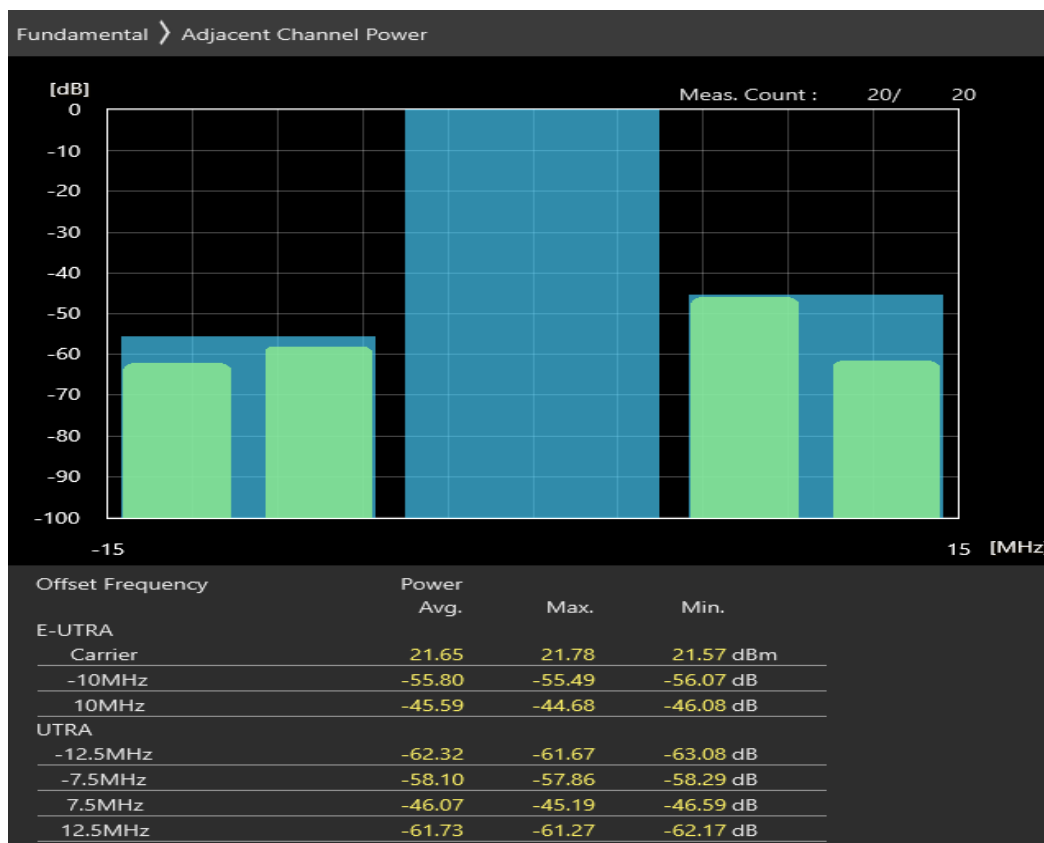 Fundamental ❯ Adjacent Channel Power
[dB]
Meas. Count : 20/ 20
0
-10
-20
-30
-40
-50
-60
-70
-80
-90
-100
-15 15 [MHz]
Offset Frequency Power
Avg. Max. Min.
E-UTRA
Carrier 21.65 21.78 21.57 dBm
-10MHz -55.80 -55.49 -56.07 dB
10MHz -45.59 -44.68 -46.08 dB
UTRA
-12.5MHz -62.32 -61.67 -63.08 dB
-7.5MHz -58.10 -57.86 -58.29 dB
7.5MHz -46.07 -45.19 -46.59 dB
12.5MHz -61.73 -61.27 -62.17 dB